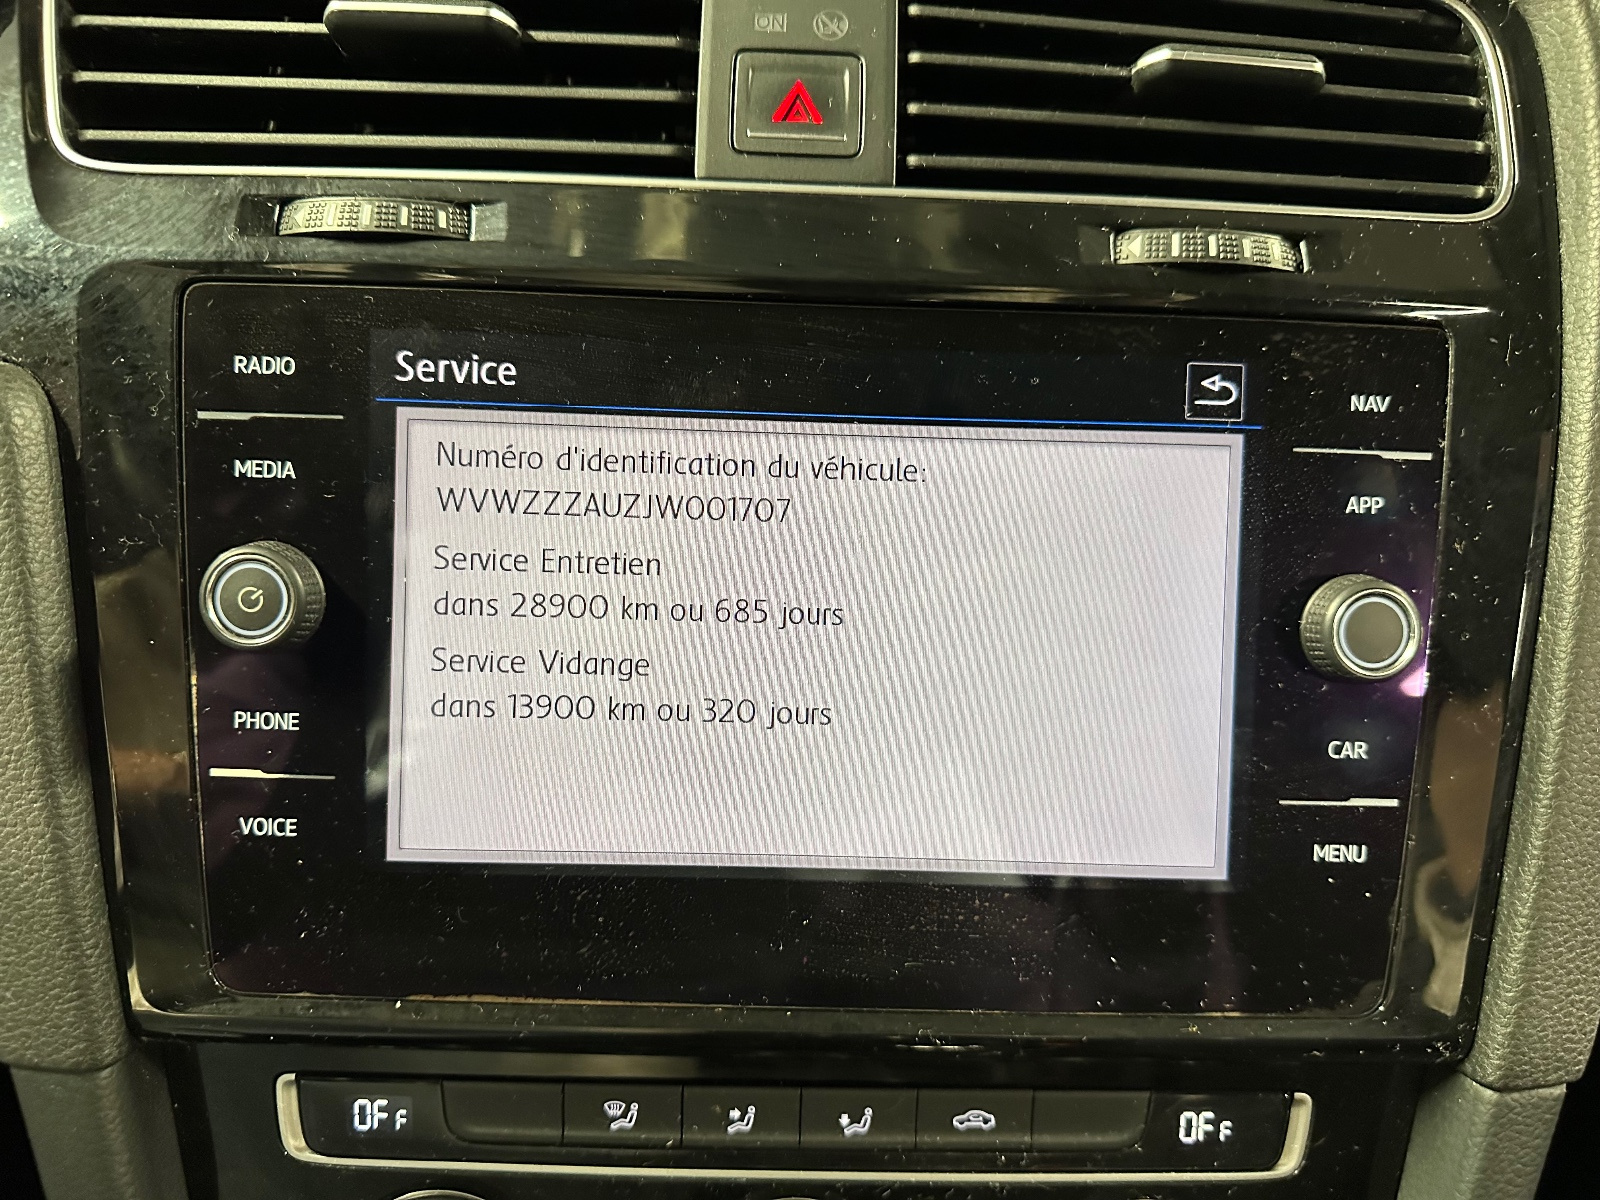 ON
RADIO
MEDIA
PHONE
VOICE
Service
Numéro d'identification du véhicule:
WVWZZZAUZJW001707
Service Entretien
dans 28900 km ou 685 jours
Service Vidange
dans 13900 km ou 320 jours
NAV
APP
CAR
MENU
OFF
OFF